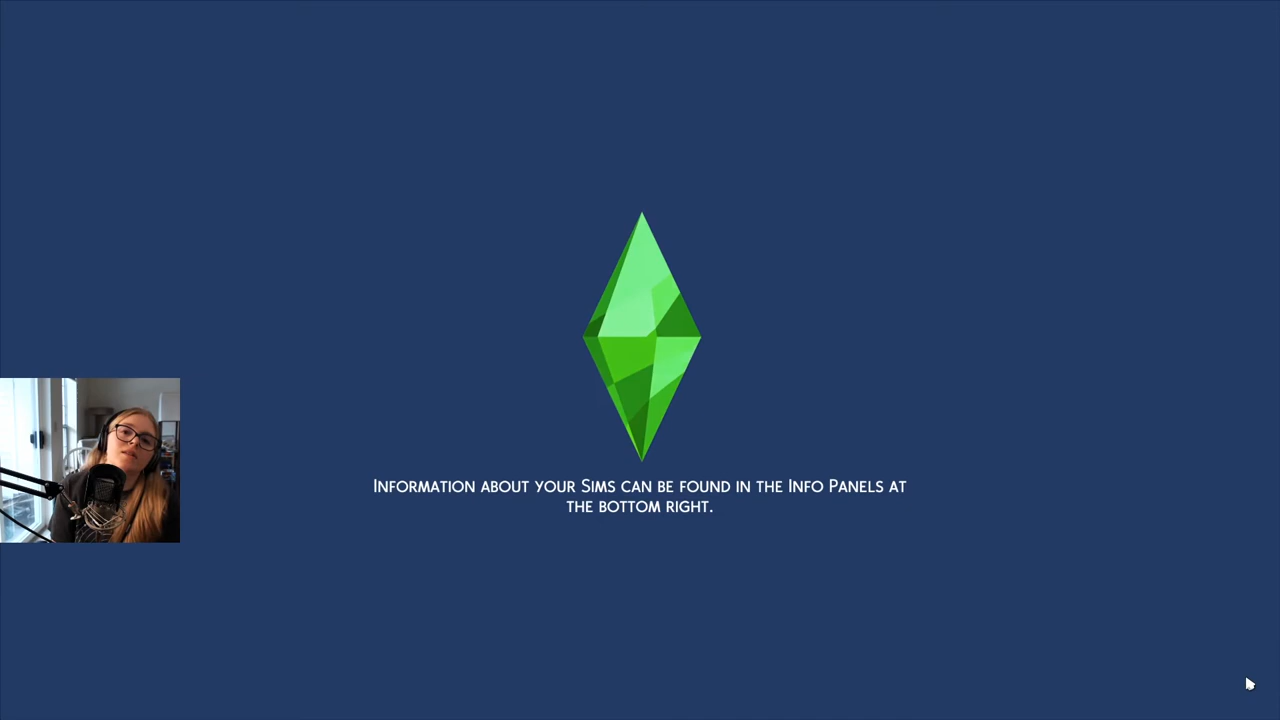 Information about your Sims can be found in the Info Panels at
the bottom right.